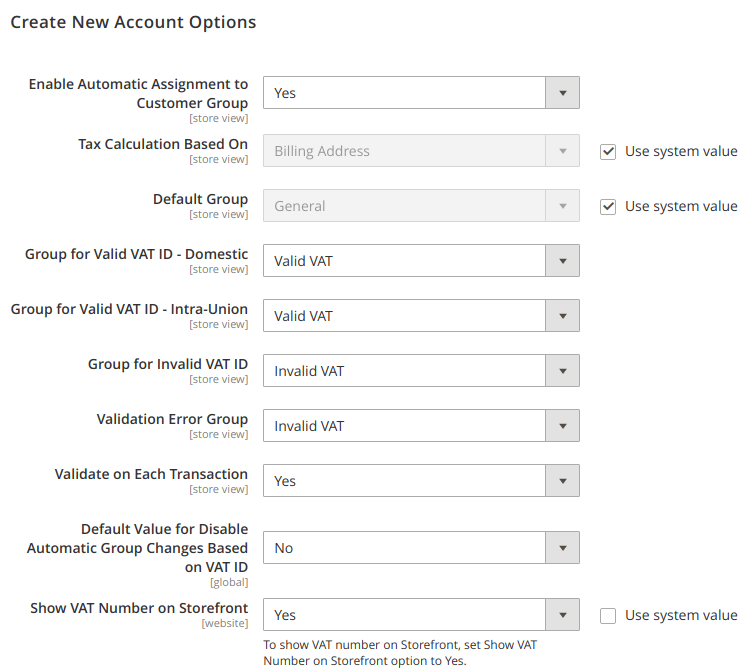 Create New Account Options
Enable Automatic Assignment to
Customer Group
[store view]
Yes
Tax Calculation Based On
[store view]
Billing Address
Use system value
Default Group
[store view]
General
Use system value
Group for Valid VAT ID - Domestic
[store view]
Valid VAT
Group for Valid VAT ID - Intra-Union
[store view]
Valid VAT
Group for Invalid VAT ID
[store view]
Invalid VAT
Validation Error Group
[store view]
Invalid VAT
Validate on Each Transaction
[store view]
Yes
Default Value for Disable
Automatic Group Changes Based
on VAT ID
[global]
No
Show VAT Number on Storefront
[website]
Yes
Use system value
To show VAT number on Storefront, set Show VAT
Number on Storefront option to Yes.